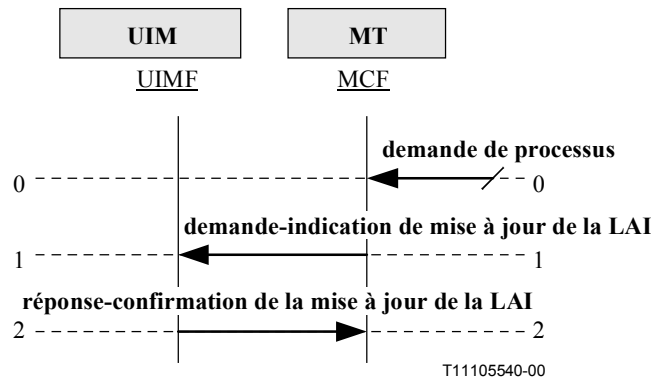 UIM MT
UIMF MCF
demande de processus
0 0
demande-indication de mise à jour de la LAI
1 1
réponse-confirmation de la mise à jour de la LAI
2 2
T11105540-00